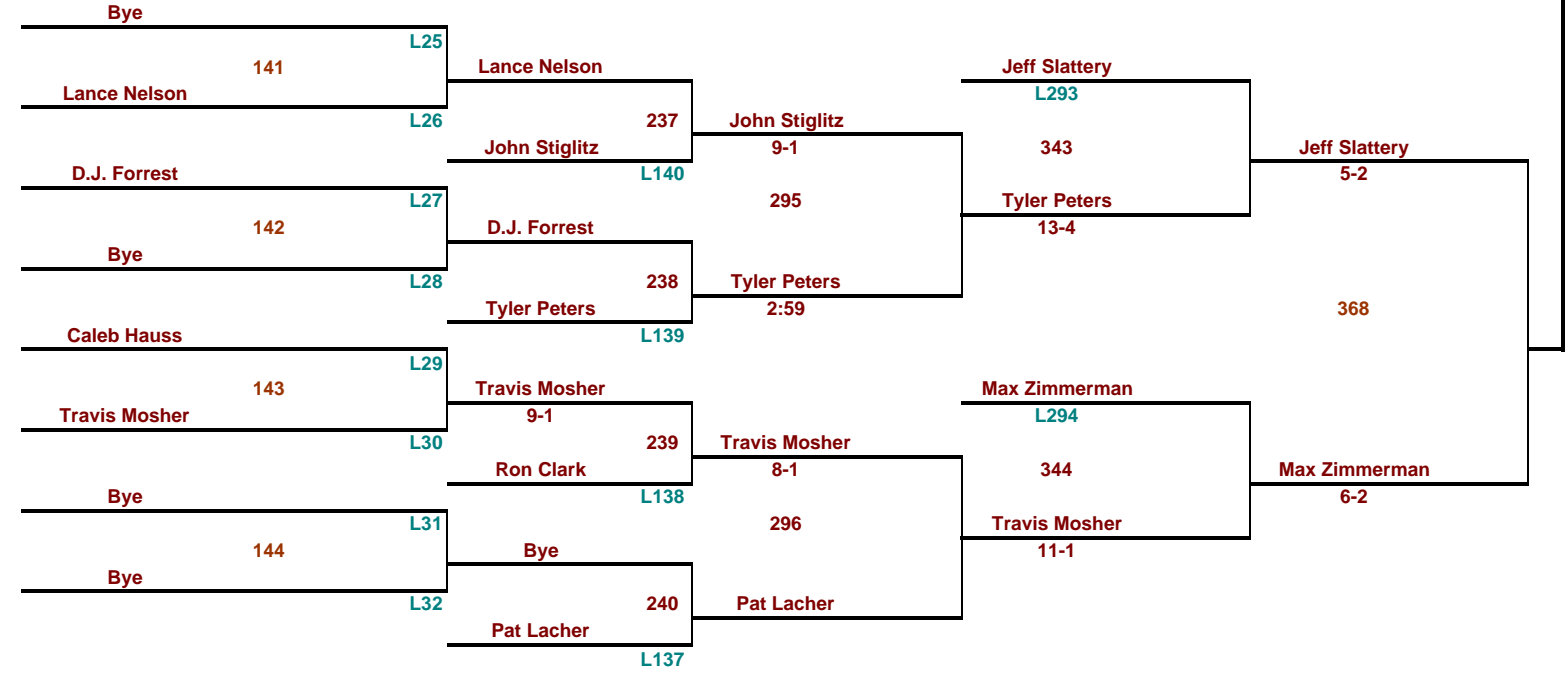 Bye
L25
141
Lance Nelson
Jeff Slattery
Lance Nelson
L293
L26
237
John Stiglitz
John Stiglitz
9-1
343
Jeff Slattery
L140
5-2
D.J. Forrest
L27
295
Tyler Peters
142
D.J. Forrest
13-4
Bye
L28
238
Tyler Peters
Tyler Peters
2:59
368
L139
Caleb Hauss
L29
143
Travis Mosher
Max Zimmerman
Travis Mosher
9-1
L294
L30
239
Travis Mosher
Ron Clark
8-1
344
Max Zimmerman
L138
6-2
Bye
L31
296
Travis Mosher
144
Bye
11-1
Bye
L32
240
Pat Lacher
Pat Lacher
L137